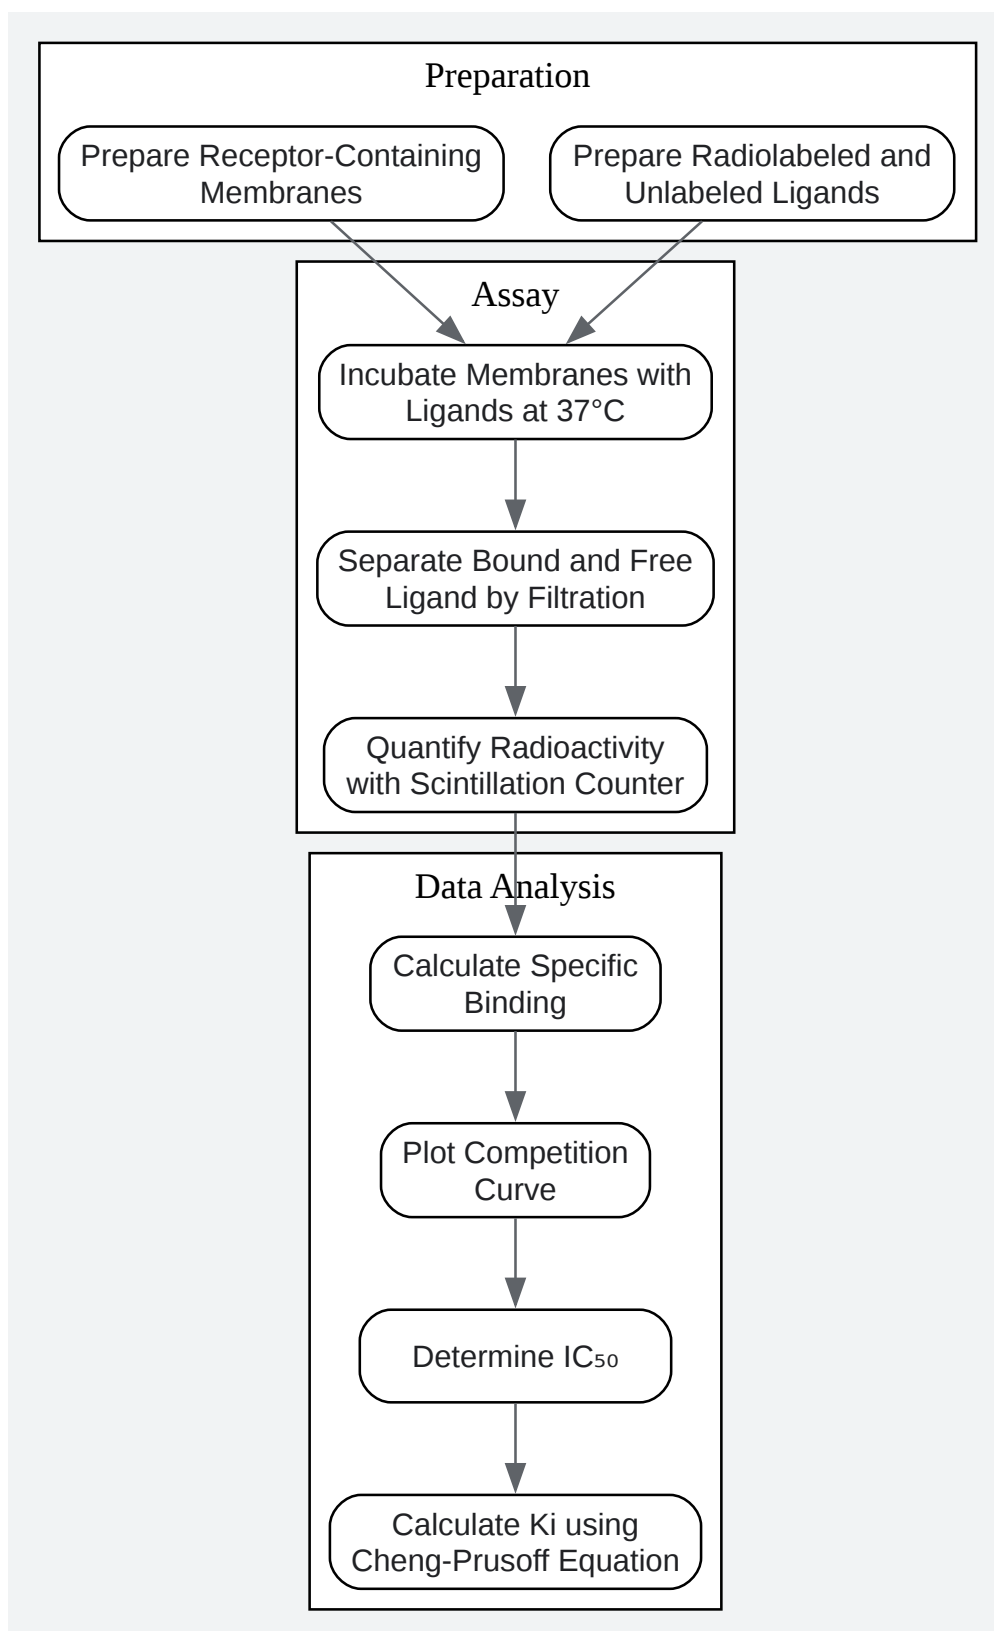 Preparation
Prepare Receptor-Containing
Membranes
Prepare Radiolabeled and
Unlabeled Ligands
Assay
Incubate Membranes with
Ligands at 37°C
Separate Bound and Free
Ligand by Filtration
Quantify Radioactivity
with Scintillation Counter
Data Analysis
Calculate Specific
Binding
Plot Competition
Curve
Determine IC₅₀
Calculate Ki using
Cheng-Prusoff Equation